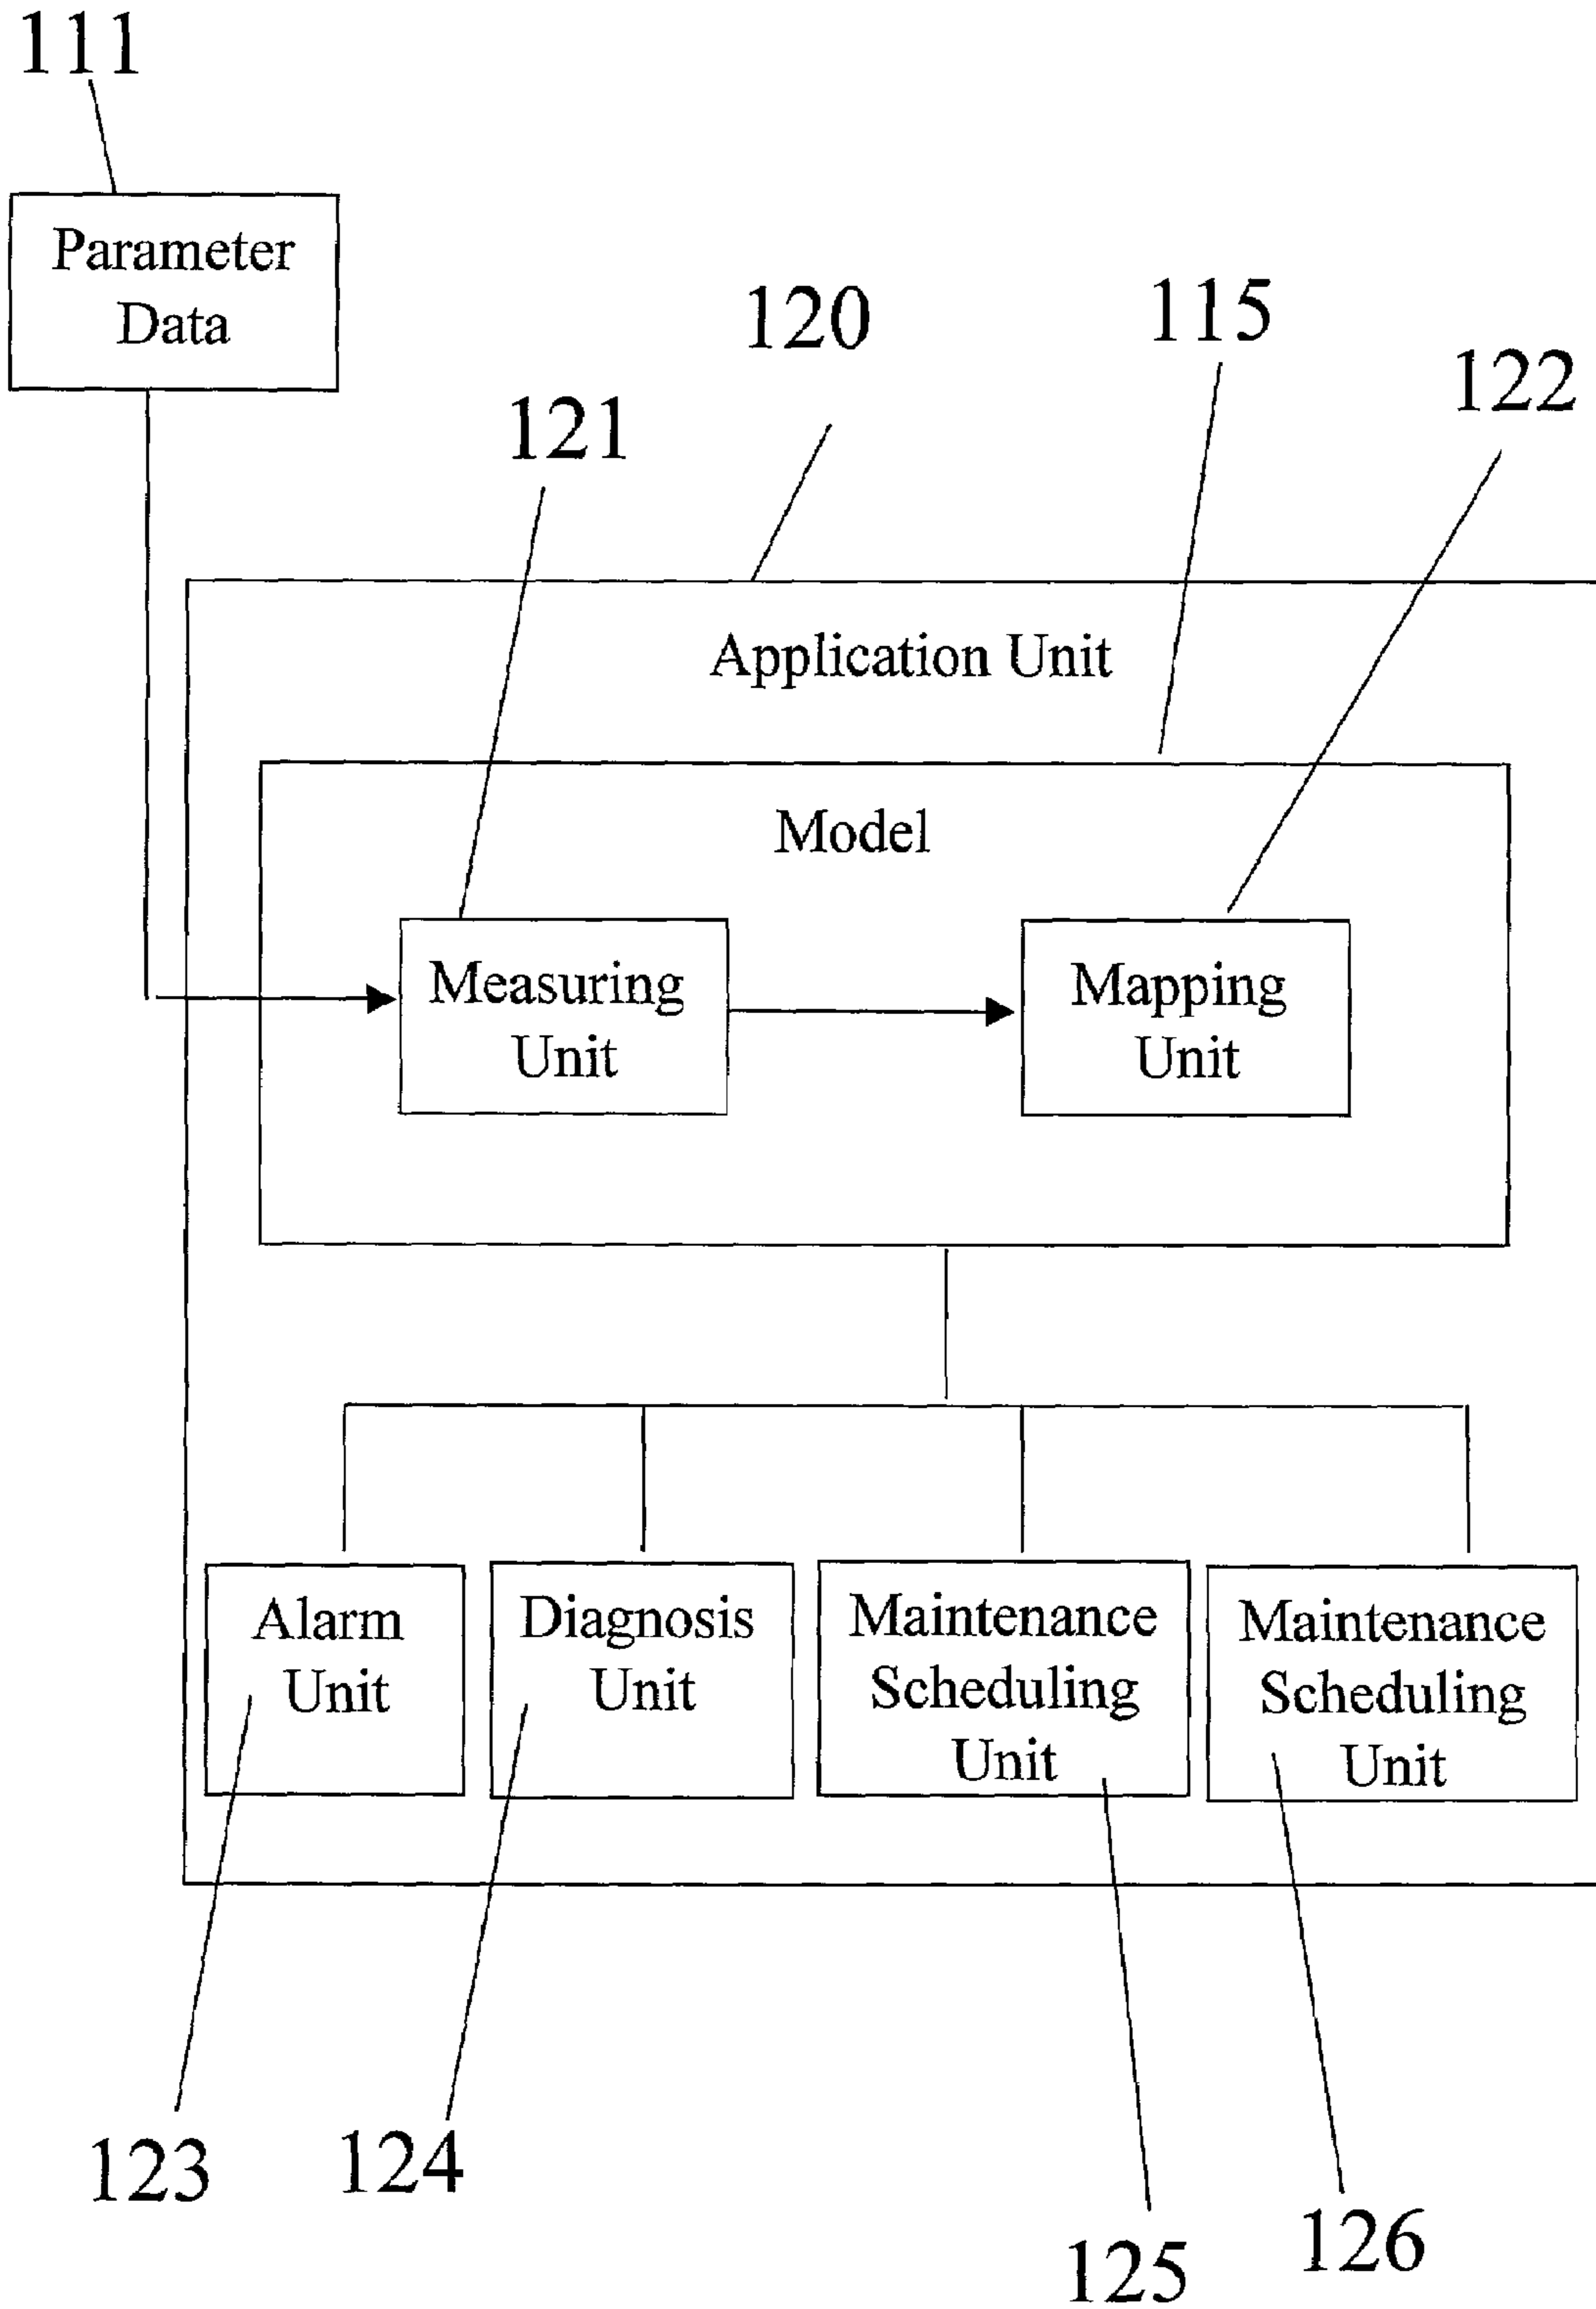 111
Parameter
Data
120
115
122
121
Application Unit
Model
Measuring
Unit
Mapping
Unit
Alarm
Unit
Diagnosis
Unit
Maintenance
Scheduling
Unit
Maintenance
Scheduling
Unit
123
124
125
126